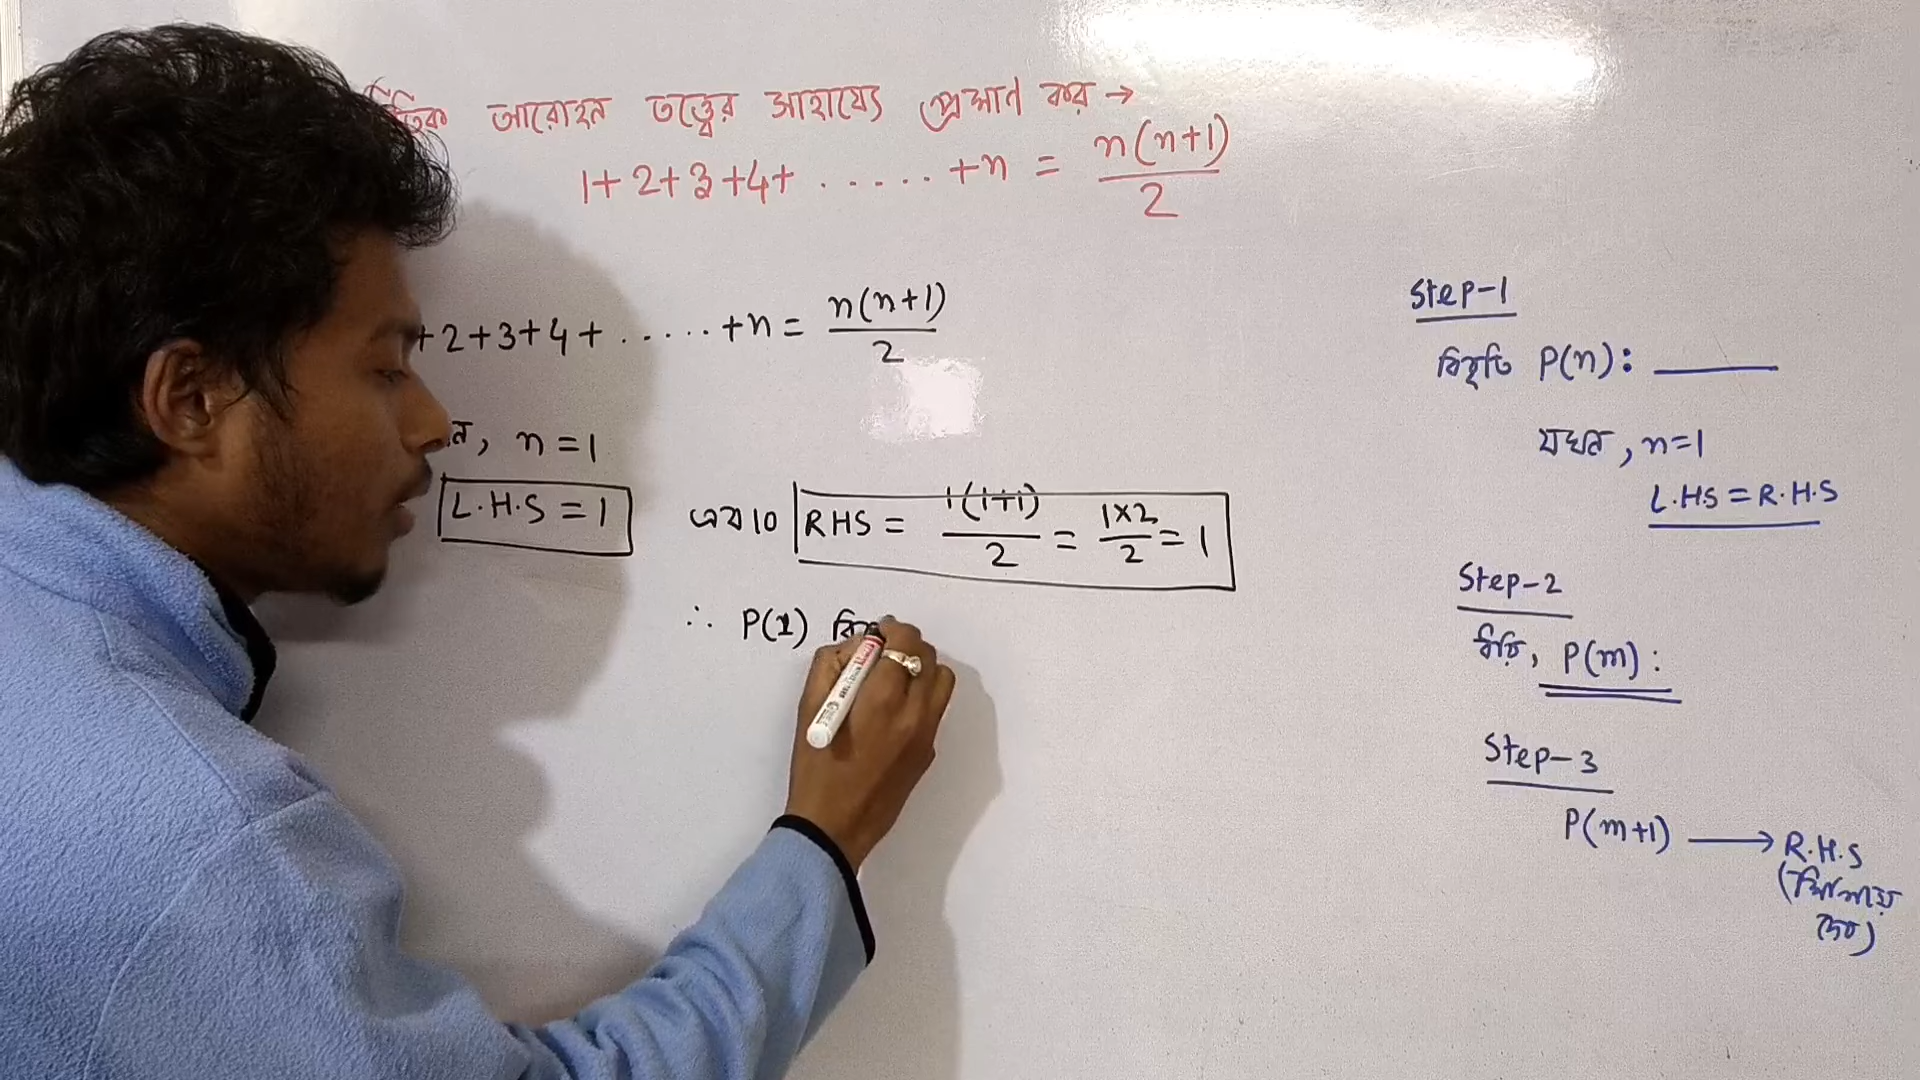 আরোহন তত্ত্বের সাহায্যে প্রমাণ কর →
1+2+3+4+ ..... +n = n(n+1)/2
+2+3+4+ ..... +n = n(n+1)/2
, n=1
L.H.S = 1 এবং RHS = 1(1+1)/2 = 1×2/2 = 1
∴ P(1)
Step-1
বিবৃতি P(n): ____
যখন, n=1
L.HS = R.H.S
Step-2
ধরি, P(m):
Step-3
P(m+1) → R.H.S